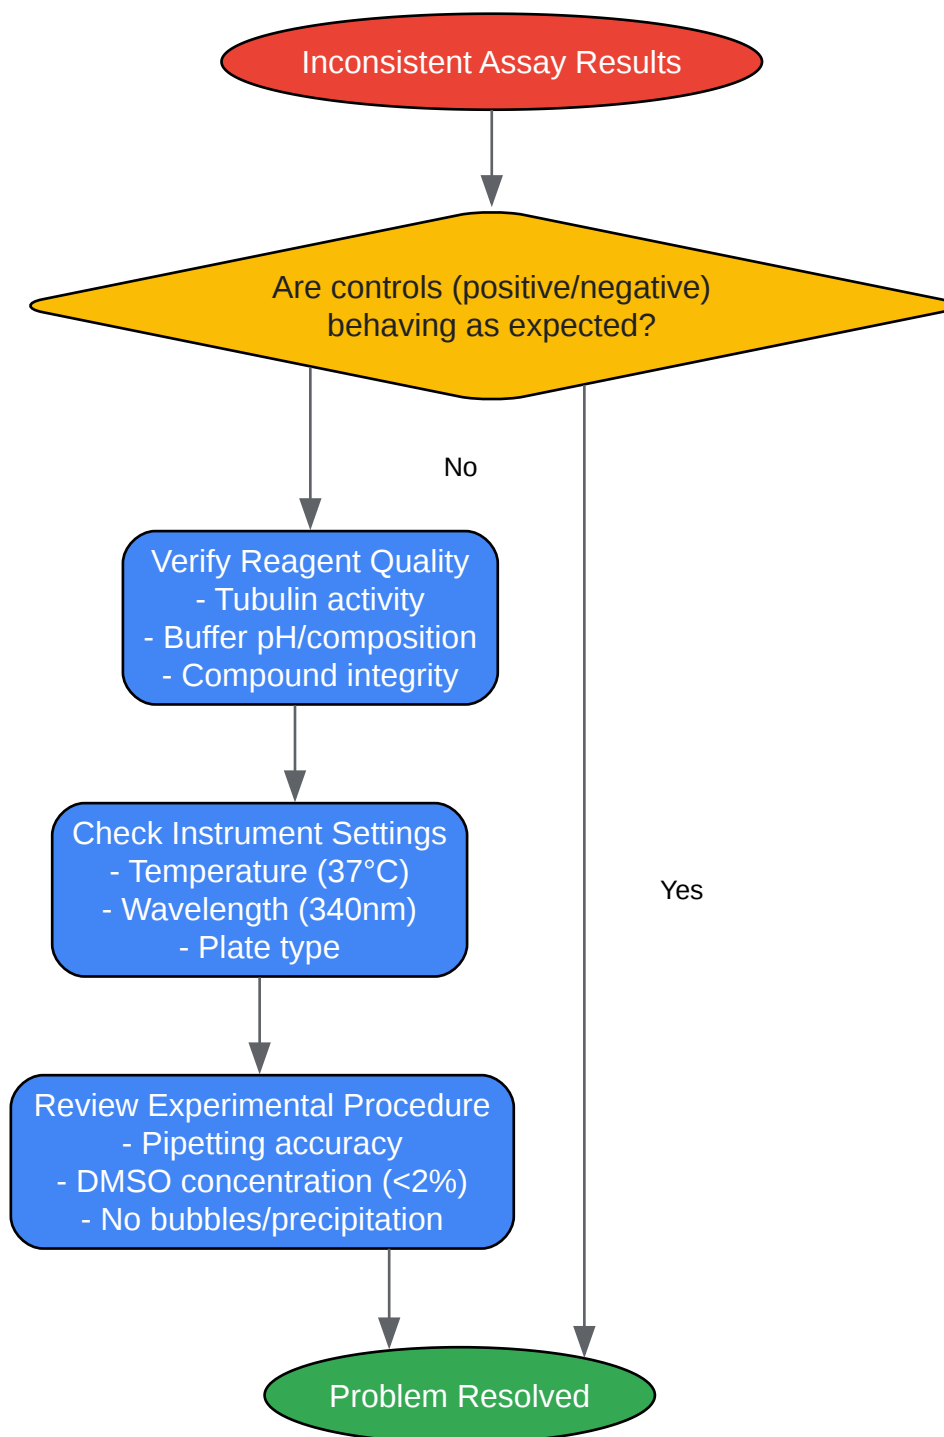 Inconsistent Assay Results
Are controls (positive/negative)
behaving as expected?
No
Verify Reagent Quality
- Tubulin activity
- Buffer pH/composition
- Compound integrity
Check Instrument Settings
- Temperature (37°C)
- Wavelength (340nm)
- Plate type
Yes
Review Experimental Procedure
- Pipetting accuracy
- DMSO concentration (<2%)
- No bubbles/precipitation
Problem Resolved